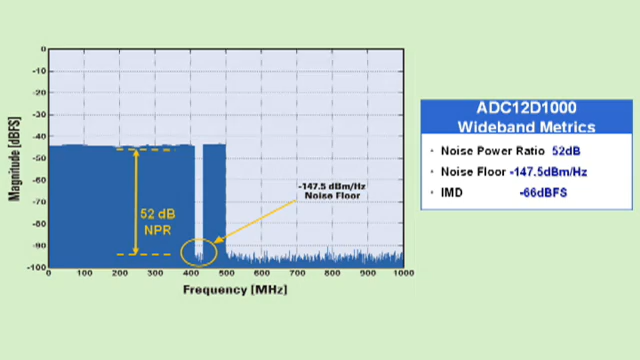 0
-10
-20
-30
-40
-50
-60
-70
-80
-90
-100
Magnitude [dBFS]
52 dB
NPR
-147.5 dBm/Hz
Noise Floor
0 100 200 300 400 500 600 700 800 900 1000
Frequency [MHz]
ADC12D1000
Wideband Metrics
· Noise Power Ratio 52dB
· Noise Floor -147.5dBm/Hz
· IMD -66dBFS